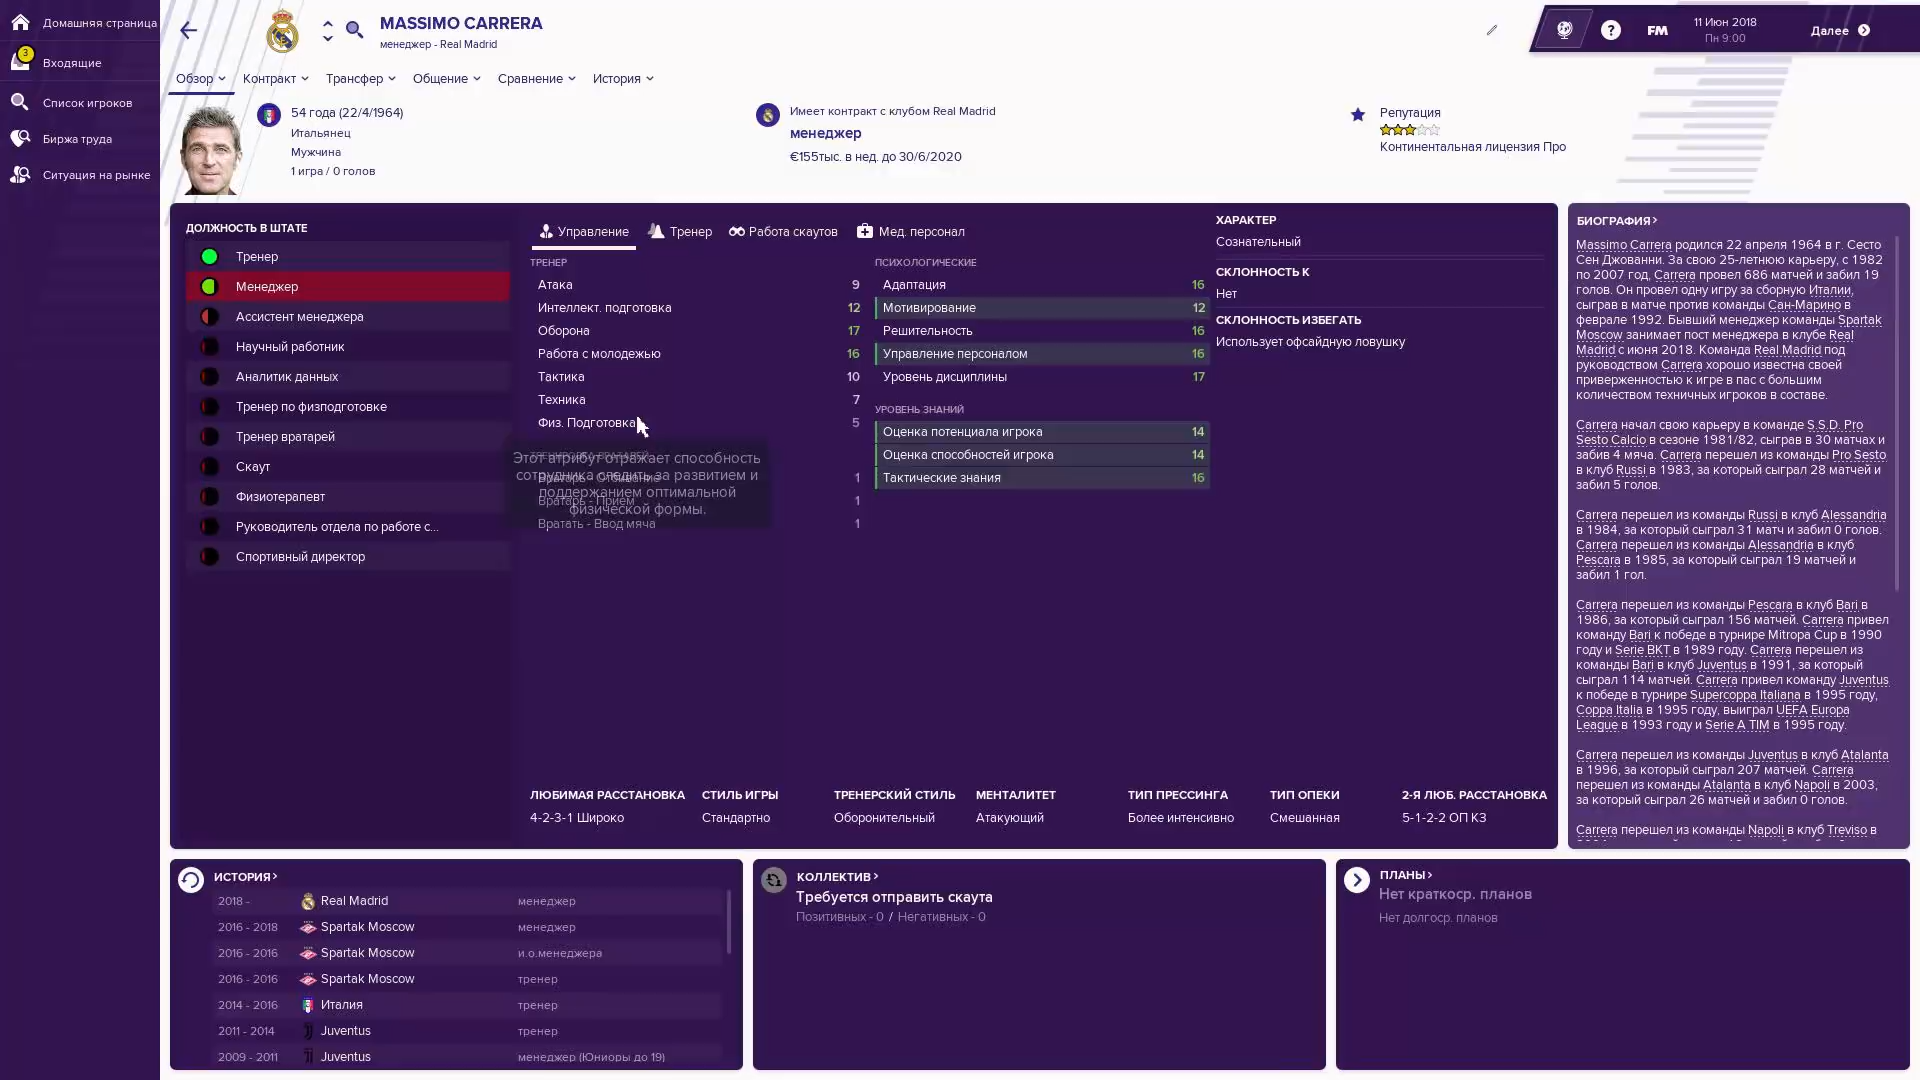 Домашняя страница
3
Входящие
Список игроков
Биржа труда
Ситуация на рынке
MASSIMO CARRERA
менеджер - Real Madrid
?
FM
11 Июн 2018
Пн 9:00
Далее
Обзор
Контракт
Трансфер
Общение
Сравнение
История
54 года (22/4/1964)
Итальянец
Мужчина
1 игра / 0 голов
Имеет контракт с клубом Real Madrid
менеджер
€155тыс. в нед. до 30/6/2020
Репутация
Континентальная лицензия Про
ДОЛЖНОСТЬ В ШТАТЕ
Тренер
Менеджер
Ассистент менеджера
Научный работник
Аналитик данных
Тренер по физподготовке
Тренер вратарей
Скаут
Физиотерапевт
Руководитель отдела по работе с...
Спортивный директор
Управление
Тренер
Работа скаутов
Мед. персонал
ТРЕНЕР
Атака 9
Интеллект. подготовка 12
Оборона 17
Работа с молодежью 16
Тактика 10
Техника 7
Физ. Подготовка 5
Этот атрибут отражает способность
сотрудника следить за развитием и
поддержанием оптимальной
физической формы.
1
Вратарь - Прием 1
Вратать - Ввод мяча 1
ПСИХОЛОГИЧЕСКИЕ
Адаптация 16
Мотивирование 12
Решительность 16
Управление персоналом 16
Уровень дисциплины 17
УРОВЕНЬ ЗНАНИЙ
Оценка потенциала игрока 14
Оценка способностей игрока 14
Тактические знания 16
ХАРАКТЕР
Сознательный
СКЛОННОСТЬ К
Нет
СКЛОННОСТЬ ИЗБЕГАТЬ
Использует офсайдную ловушку
ЛЮБИМАЯ РАССТАНОВКА
4-2-3-1 Широко
СТИЛЬ ИГРЫ
Стандартно
ТРЕНЕРСКИЙ СТИЛЬ
Оборонительный
МЕНТАЛИТЕТ
Атакующий
ТИП ПРЕССИНГА
Более интенсивно
ТИП ОПЕКИ
Смешанная
2-Я ЛЮБ. РАССТАНОВКА
5-1-2-2 ОП КЗ
БИОГРАФИЯ
Massimo Carrera родился 22 апреля 1964 в г. Сесто
Сен Джованни. За свою 25-летнюю карьеру, с 1982
по 2007 год, Carrera провел 686 матчей и забил 19
голов. Он провел одну игру за сборную Италии,
сыграв в матче против команды Сан-Марино в
феврале 1992. Бывший менеджер команды Spartak
Moscow занимает пост менеджера в клубе Real
Madrid с июня 2018. Команда Real Madrid под
руководством Carrera хорошо известна своей
приверженностью к игре в пас с большим
количеством техничных игроков в составе.
Carrera начал свою карьеру в команде S.S.D. Pro
Sesto Calcio в сезоне 1981/82, сыграв в 30 матчах и
забив 4 мяча. Carrera перешел из команды Pro Sesto
в клуб Russi в 1983, за который сыграл 28 матчей и
забил 5 голов.
Carrera перешел из команды Russi в клуб Alessandria
в 1984, за который сыграл 31 матч и забил 0 голов.
Carrera перешел из команды Alessandria в клуб
Pescara в 1985, за который сыграл 19 матчей и
забил 1 гол.
Carrera перешел из команды Pescara в клуб Bari в
1986, за который сыграл 156 матчей. Carrera привел
команду Bari к победе в турнире Mitropa Cup в 1990
году и Serie BKT в 1989 году. Carrera перешел из
команды Bari в клуб Juventus в 1991, за который
сыграл 114 матчей. Carrera привел команду Juventus
к победе в турнире Supercoppa Italiana в 1995 году,
Coppa Italia в 1995 году, выиграл UEFA Europa
League в 1993 году и Serie A TIM в 1995 году.
Carrera перешел из команды Juventus в клуб Atalanta
в 1996, за который сыграл 207 матчей. Carrera
перешел из команды Atalanta в клуб Napoli в 2003,
за который сыграл 26 матчей и забил 0 голов.
Carrera перешел из команды Napoli в клуб Treviso в
ИСТОРИЯ
2018 - Real Madrid менеджер
2016 - 2018 Spartak Moscow менеджер
2016 - 2016 Spartak Moscow и.о.менеджера
2016 - 2016 Spartak Moscow тренер
2014 - 2016 Италия тренер
2011 - 2014 Juventus тренер
2009 - 2011 Juventus менеджер (Юниоры до 19)
КОЛЛЕКТИВ
Требуется отправить скаута
Позитивных - 0 / Негативных - 0
ПЛАНЫ
Нет краткоср. планов
Нет долгоср. планов